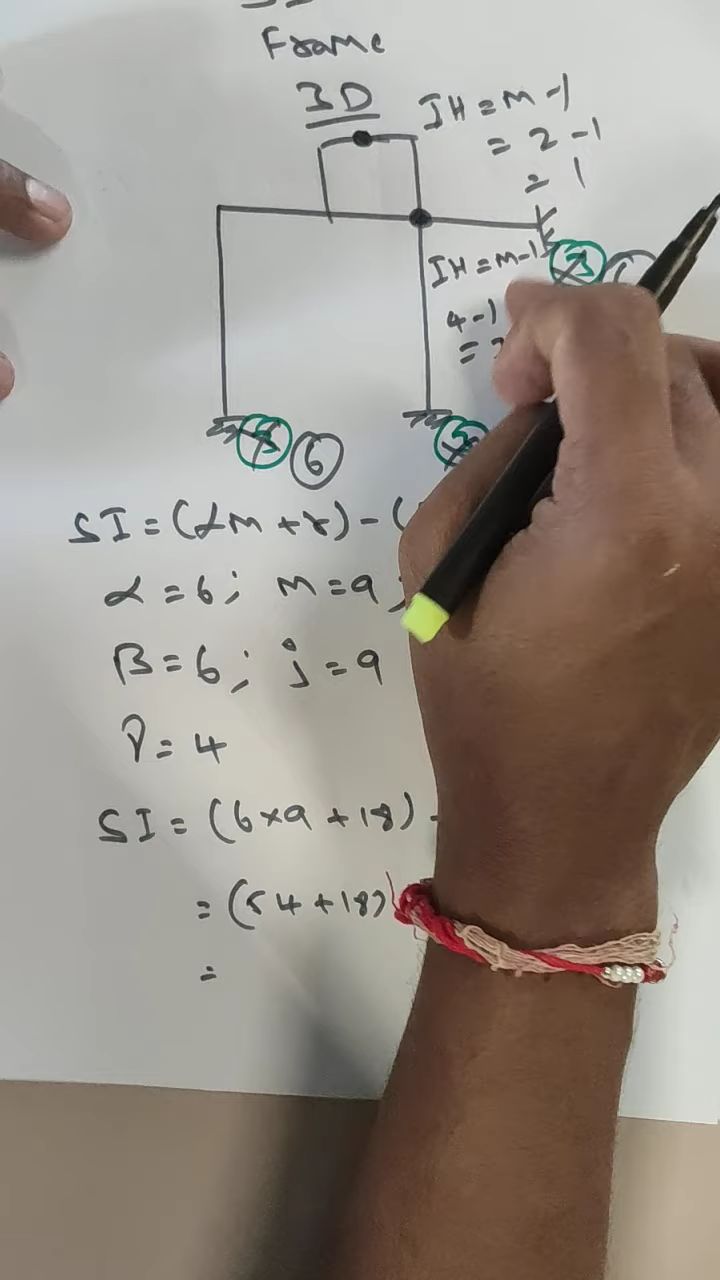 Frame
3D
IH = m - 1
= 2 - 1
= 1
IH = m - 1
4 - 1
=
3
6
3
3
SI = (αm + r) - (
α = 6; m = 9;
β = 6; j = 9
P = 4
SI = (6 × 9 + 18) -
= (54 + 18)
=